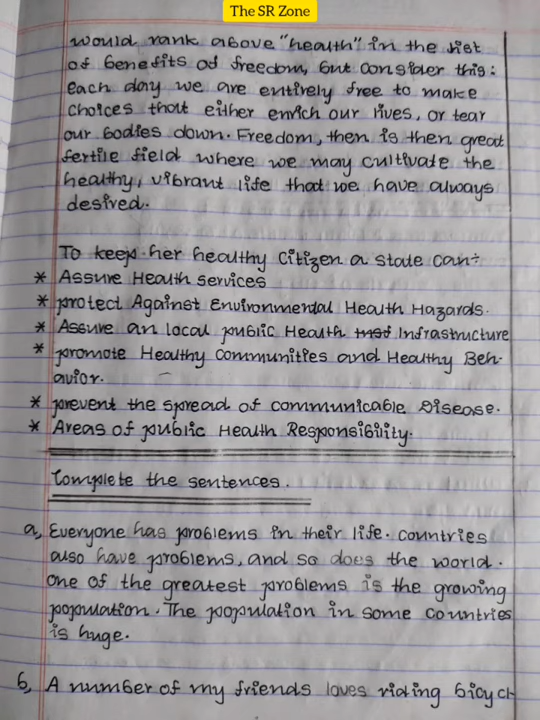 The SR Zone
would rank above "health" in the list
of benefits of freedom, but consider this:
each day we are entirely free to make
choices that either enrich our lives, or tear
our bodies down. Freedom, then is then great
fertile field where we may cultivate the
healthy, vibrant life that we have always
desired.
To keep her healthy citizen a state can÷
* Assure Health services
* protect Against Environmental Health Hazards.
* Assure an local public Health Infrastructure
* promote Healthy communities and Healthy Beh-
avior.
* prevent the spread of communicable Disease.
* Areas of public Health Responsibility.
Complete the sentences.
a, Everyone has problems in their life. countries
also have problems, and so does the world.
One of the greatest problems is the growing
population. The population in some countries
is huge.
b, A number of my friends loves riding bicycl-